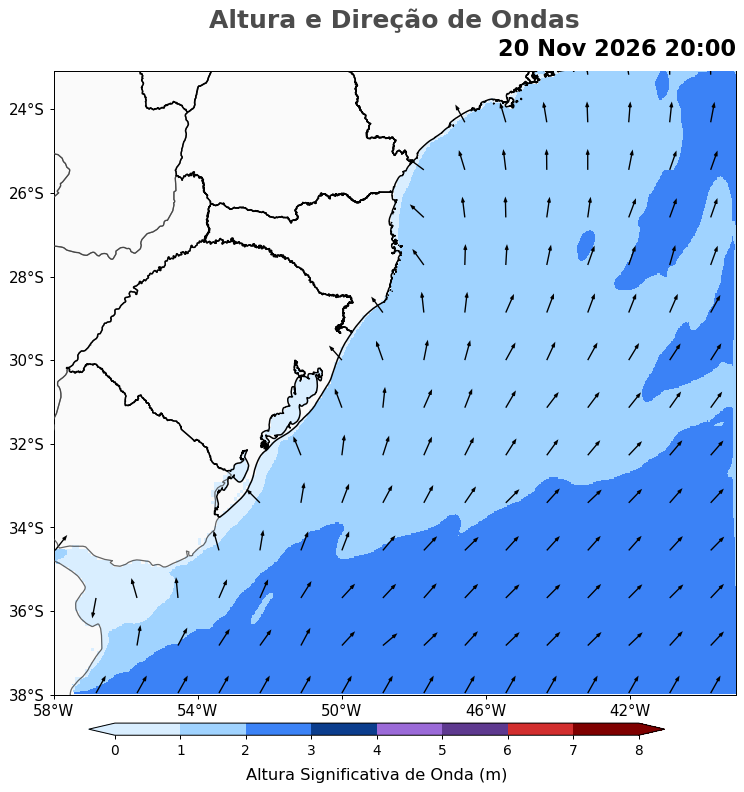 Altura e Direção de Ondas
20 Nov 2026 20:00
24°S
26°S
28°S
30°S
32°S
34°S
36°S
38°S
58°W 54°W 50°W 46°W 42°W
0 1 2 3 4 5 6 7 8
Altura Significativa de Onda (m)